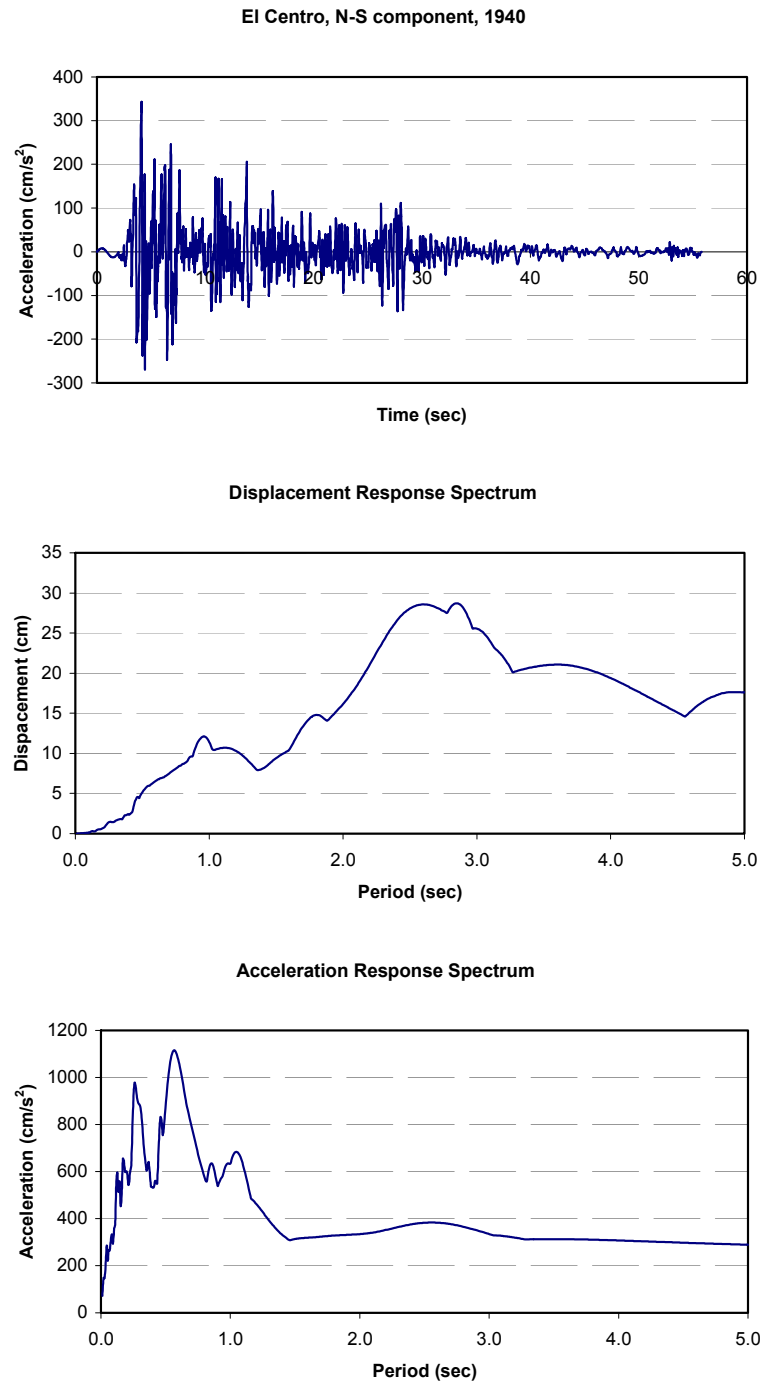 El Centro, N-S component, 1940
400
300
200
100
0
-100
-200
-300
0 10 20 30 40 50 60
Acceleration (cm/s²)
Time (sec)
Displacement Response Spectrum
35
30
25
20
15
10
5
0
0.0 1.0 2.0 3.0 4.0 5.0
Dispacement (cm)
Period (sec)
Acceleration Response Spectrum
1200
1000
800
600
400
200
0
0.0 1.0 2.0 3.0 4.0 5.0
Acceleration (cm/s²)
Period (sec)